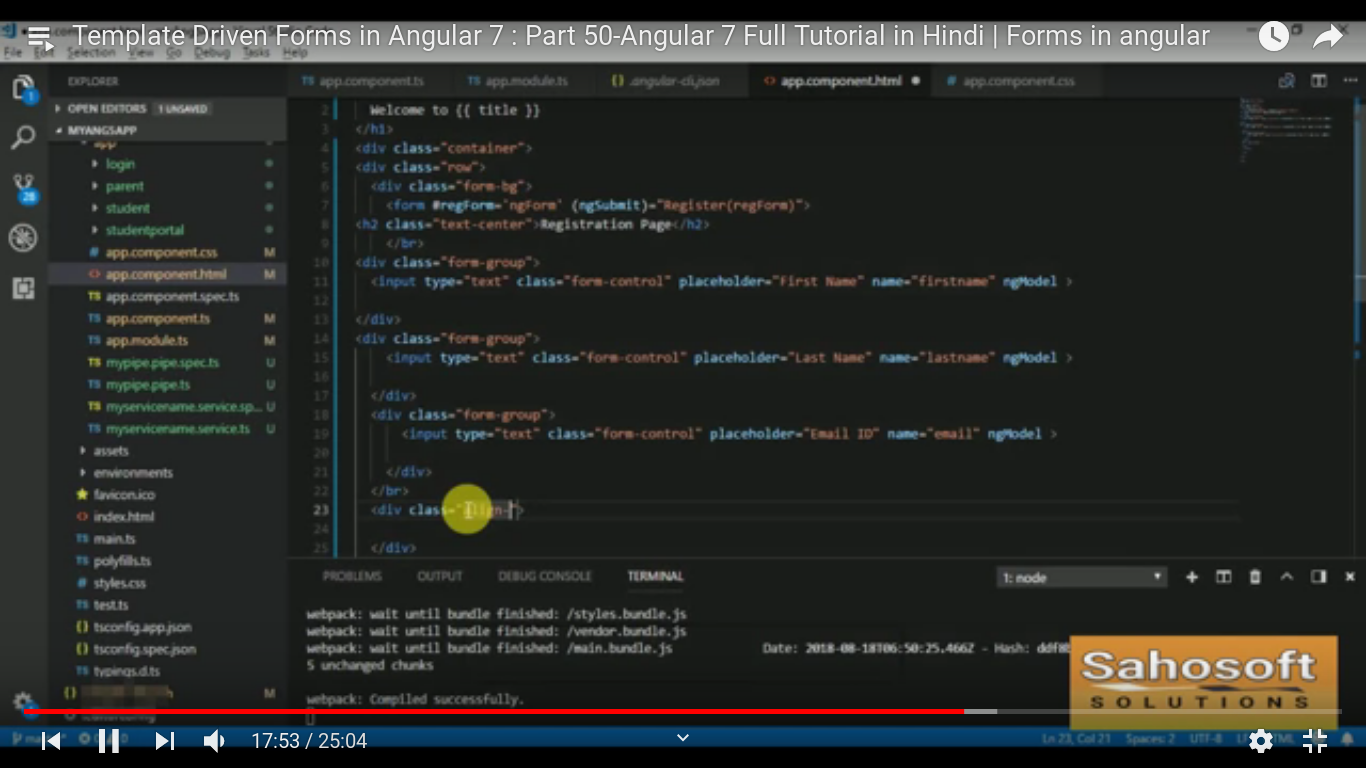 Template Driven Forms in Angular 7 : Part 50-Angular 7 Full Tutorial in Hindi | Forms in angular
File Edit Selection View Go Debug Tasks Help
EXPLORER
OPEN EDITORS 1 UNSAVED
MYANG5APP
app
login
parent
student
studentportal
# app.component.css M
<> app.component.html M
TS app.component.spec.ts
TS app.component.ts M
TS app.module.ts M
TS mypipe.pipe.spec.ts U
TS mypipe.pipe.ts U
TS myservicename.service.sp... U
TS myservicename.service.ts U
assets
environments
favicon.ico
<> index.html
TS main.ts
TS polyfills.ts
# styles.css
TS test.ts
{} tsconfig.app.json
{} tsconfig.spec.json
TS typings.d.ts
{} M
TS app.component.ts TS app.module.ts {} .angular-cli.json <> app.component.html # app.component.css
2 Welcome to {{ title }}
3 </h1>
4 <div class="container">
5 <div class="row">
6 <div class="form-bg">
7 <form #regForm='ngForm' (ngSubmit)="Register(regForm)">
8 <h2 class="text-center">Registration Page</h2>
9 </br>
10 <div class="form-group">
11 <input type="text" class="form-control" placeholder="First Name" name="firstname" ngModel >
12
13 </div>
14 <div class="form-group">
15 <input type="text" class="form-control" placeholder="Last Name" name="lastname" ngModel >
16
17 </div>
18 <div class="form-group">
19 <input type="text" class="form-control" placeholder="Email ID" name="email" ngModel >
20
21 </div>
22 </br>
23 <div class="align-">
24
25 </div>
PROBLEMS OUTPUT DEBUG CONSOLE TERMINAL 1: node
webpack: wait until bundle finished: /styles.bundle.js
webpack: wait until bundle finished: /vendor.bundle.js
webpack: wait until bundle finished: /main.bundle.js Date: 2018-08-18T06:50:25.466Z - Hash:
5 unchanged chunks
webpack: Compiled successfully.
Sahosoft
SOLUTIONS
17:53 / 25:04
Ln 23, Col 21 Spaces: 2 UTF-8